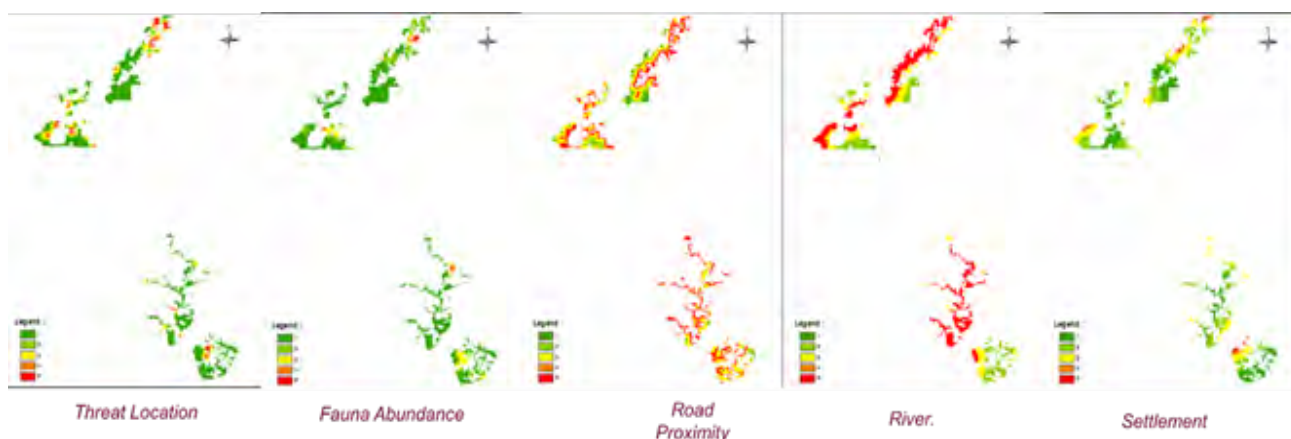 Legend :
Legend :
Legend :
Legend :
Legend :
Threat Location
Fauna Abundance
Road
Proximity
River.
Settlement